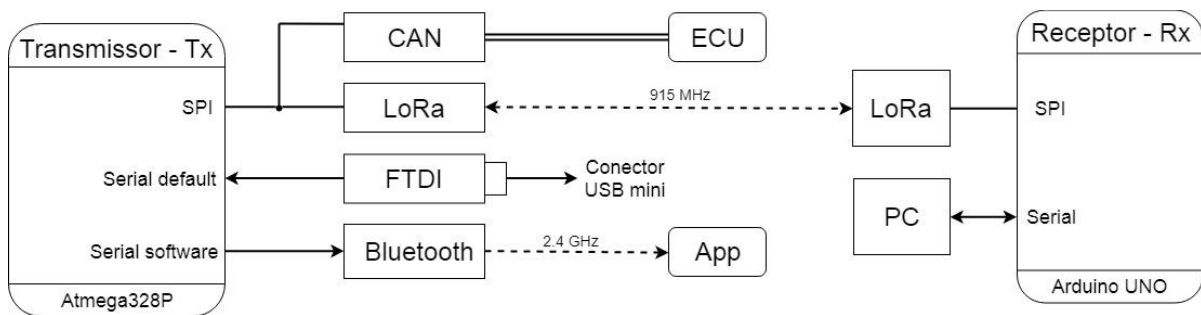 Transmissor - Tx
SPI
Serial default
Serial software
Atmega328P
CAN
ECU
LoRa
915 MHz
FTDI
Conector
USB mini
Bluetooth
2.4 GHz
App
LoRa
PC
Receptor - Rx
SPI
Serial
Arduino UNO